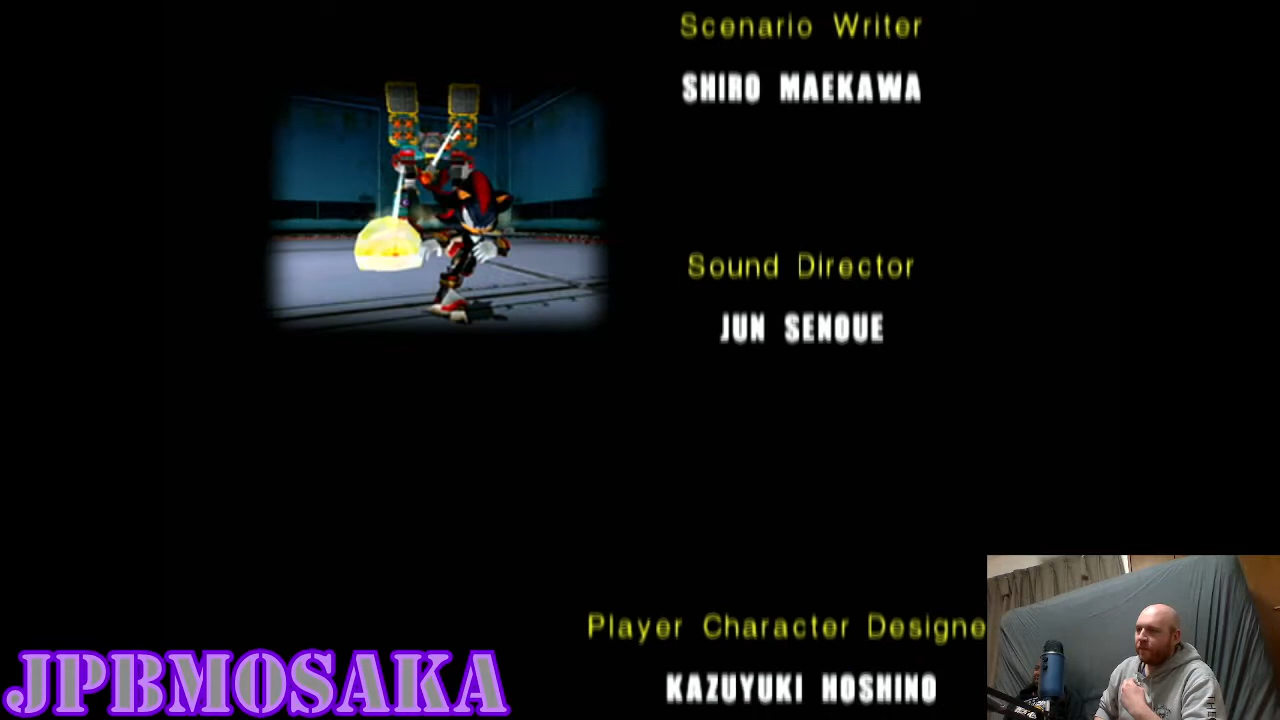 Scenario Writer
SHIRO MAEKAWA
Sound Director
JUN SENOUE
Player Character Designe
KAZUYUKI HOSHINO
JPBMOSAKA